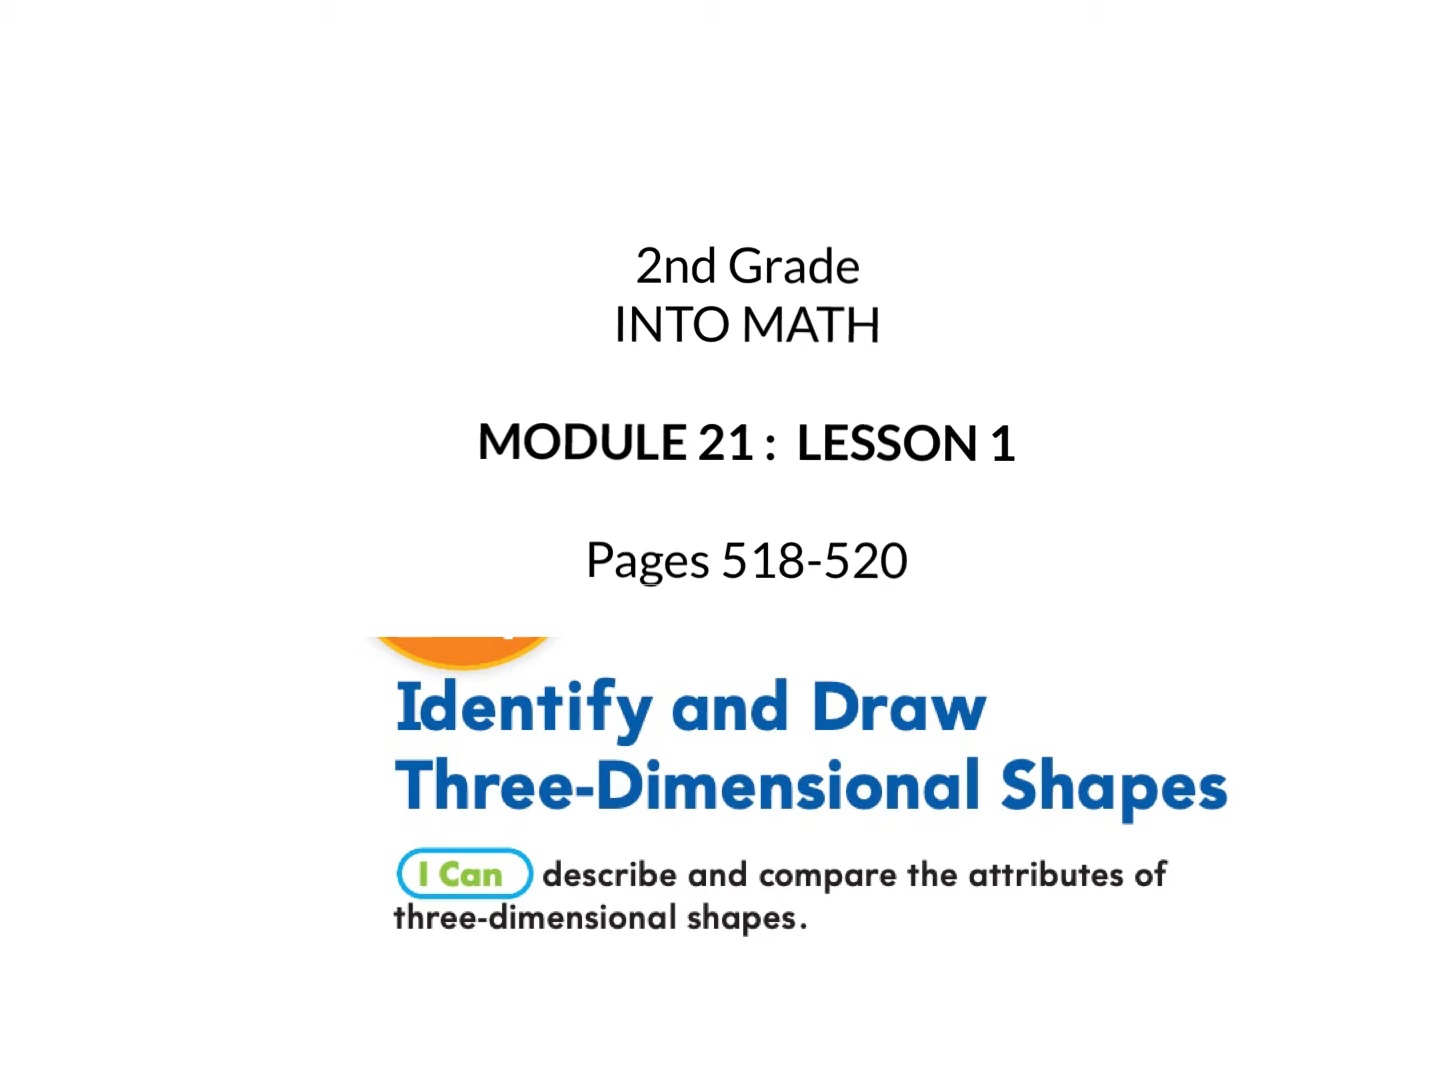 2nd Grade
INTO MATH
MODULE 21 : LESSON 1
Pages 518-520
Identify and Draw
Three-Dimensional Shapes
I Can describe and compare the attributes of
three-dimensional shapes.